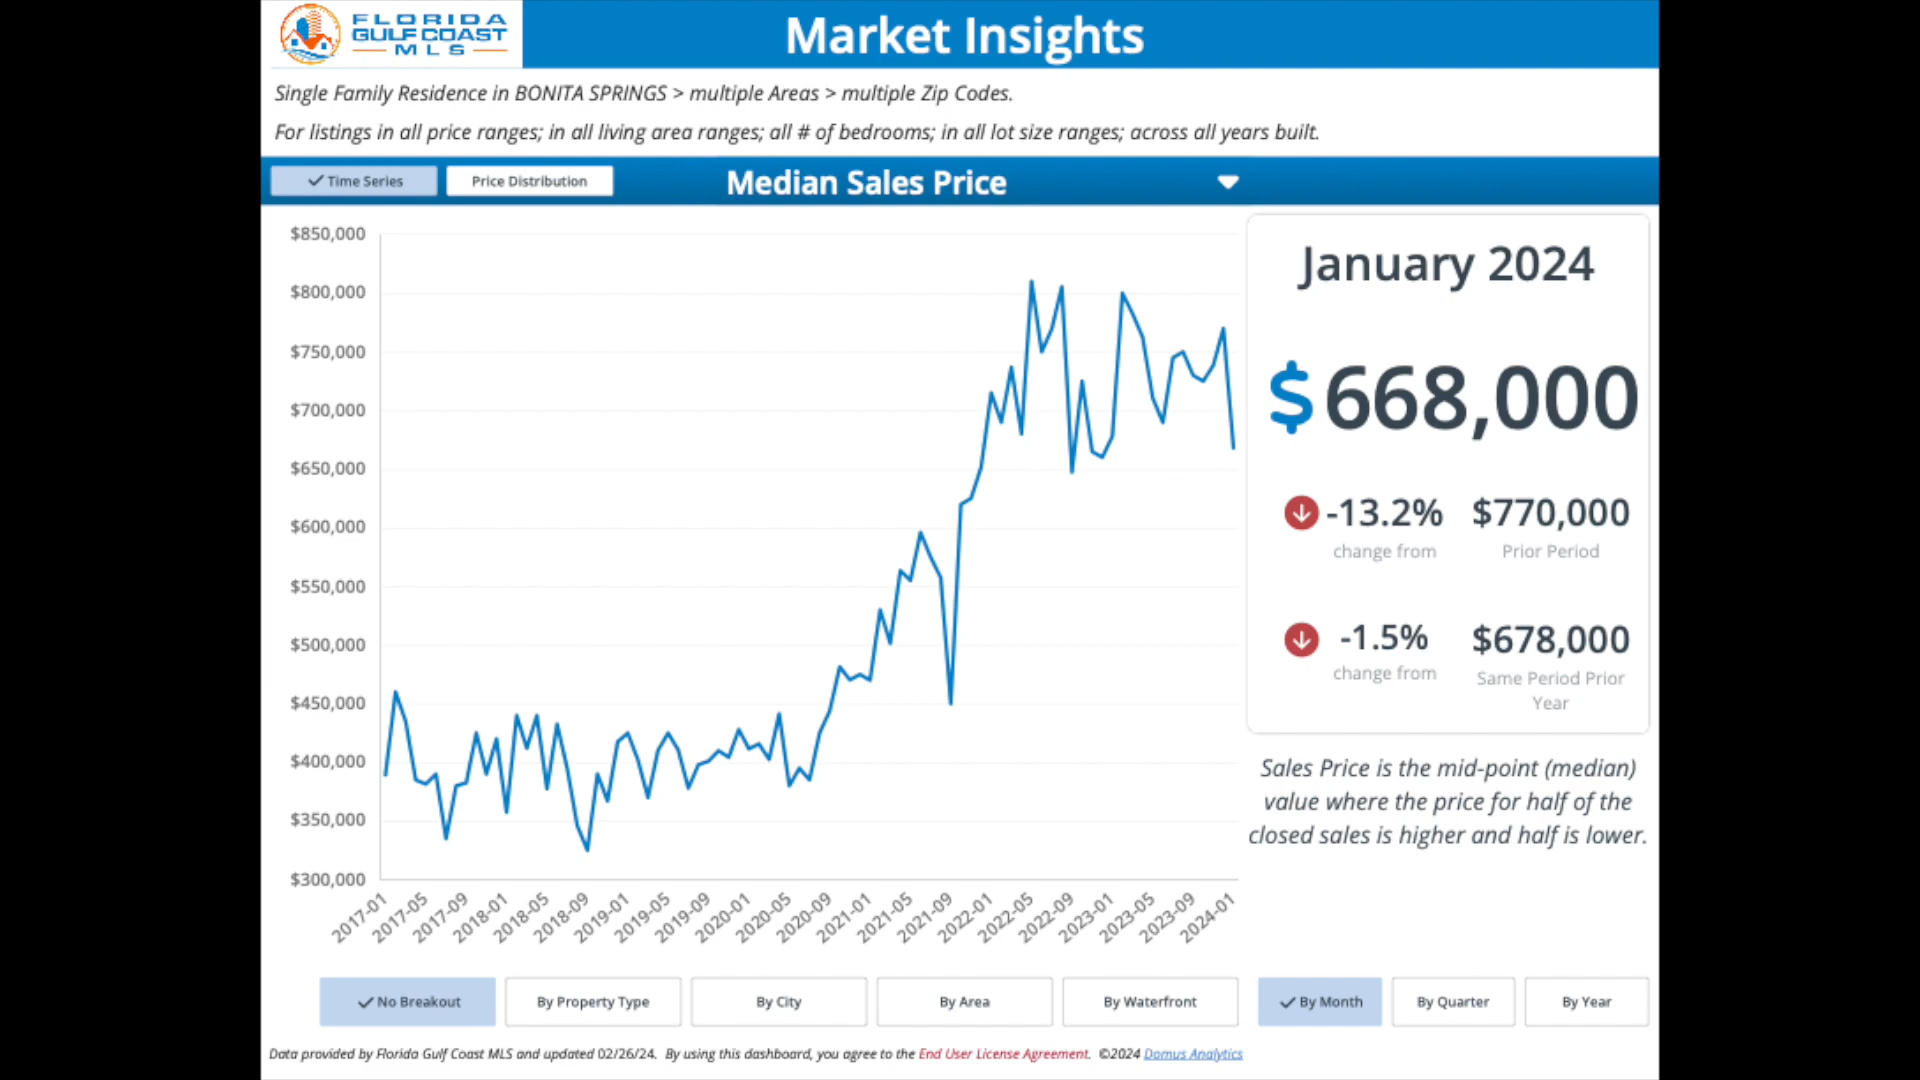 FLORIDA
GULF COAST
MLS
Market Insights
Single Family Residence in BONITA SPRINGS > multiple Areas > multiple Zip Codes.
For listings in all price ranges; in all living area ranges; all # of bedrooms; in all lot size ranges; across all years built.
Time Series
Price Distribution
Median Sales Price
$850,000
$800,000
$750,000
$700,000
$650,000
$600,000
$550,000
$500,000
$450,000
$400,000
$350,000
$300,000
2017-01
2017-05
2017-09
2018-01
2018-05
2018-09
2019-01
2019-05
2019-09
2020-01
2020-05
2020-09
2021-01
2021-05
2021-09
2022-01
2022-05
2022-09
2023-01
2023-05
2023-09
2024-01
January 2024
$668,000
-13.2%
change from
$770,000
Prior Period
-1.5%
change from
$678,000
Same Period Prior
Year
Sales Price is the mid-point (median)
value where the price for half of the
closed sales is higher and half is lower.
No Breakout
By Property Type
By City
By Area
By Waterfront
By Month
By Quarter
By Year
Data provided by Florida Gulf Coast MLS and updated 02/26/24. By using this dashboard, you agree to the End User License Agreement. ©2024 Domus Analytics